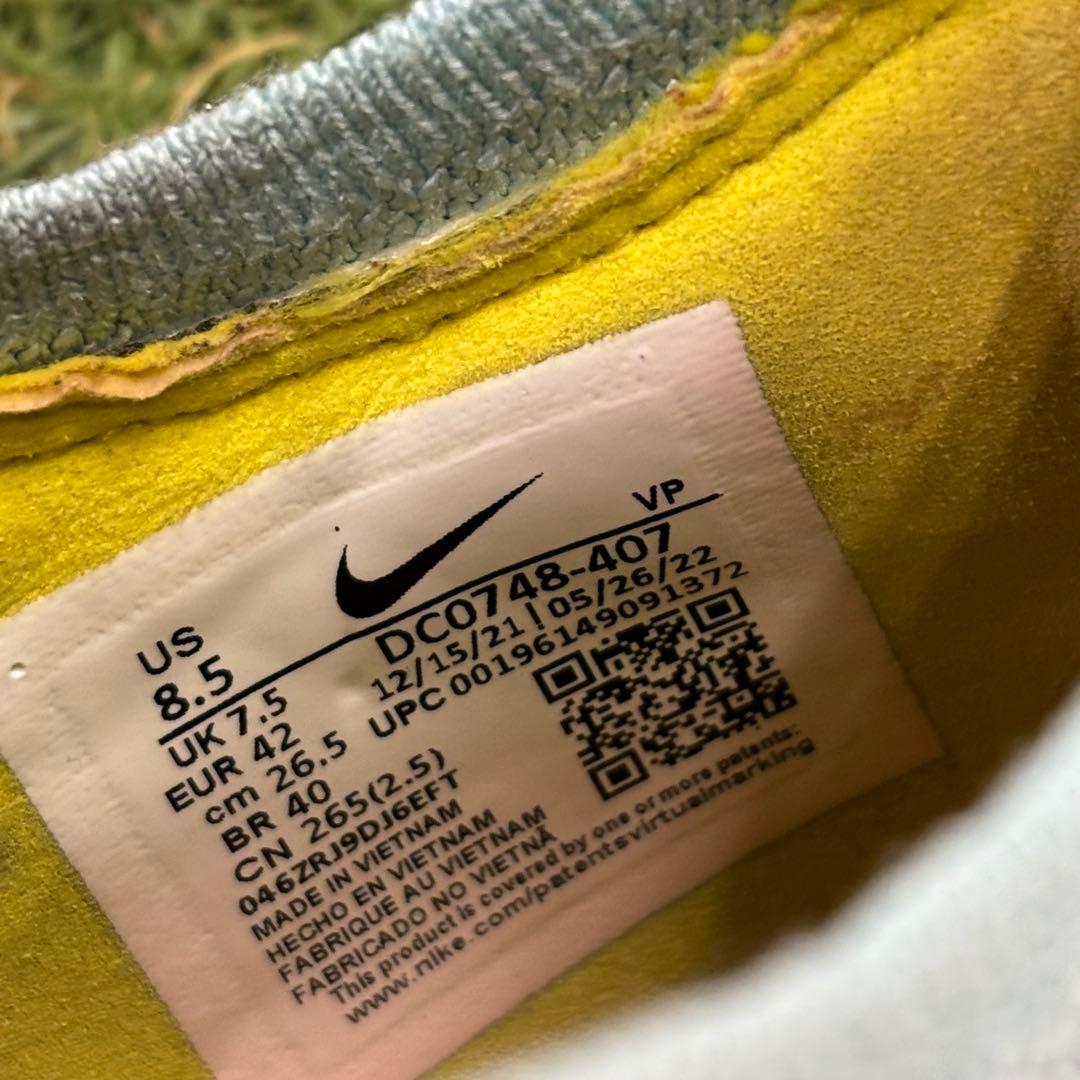 VP
US
8.5
DC0748-407
12/15/21 | 05/26/22
UPC 00196149091372
UK 7.5
EUR 42
cm 26.5
BR 40
CN 265(2.5)
046ZRJ9DJ6EFT
MADE IN VIETNAM
HECHO EN VIETNAM
FABRIQUE AU VIETNAM
FABRICADO NO VIETNÃ
This product is covered by one or more patents:
www.nike.com/patentsvirtualmarking